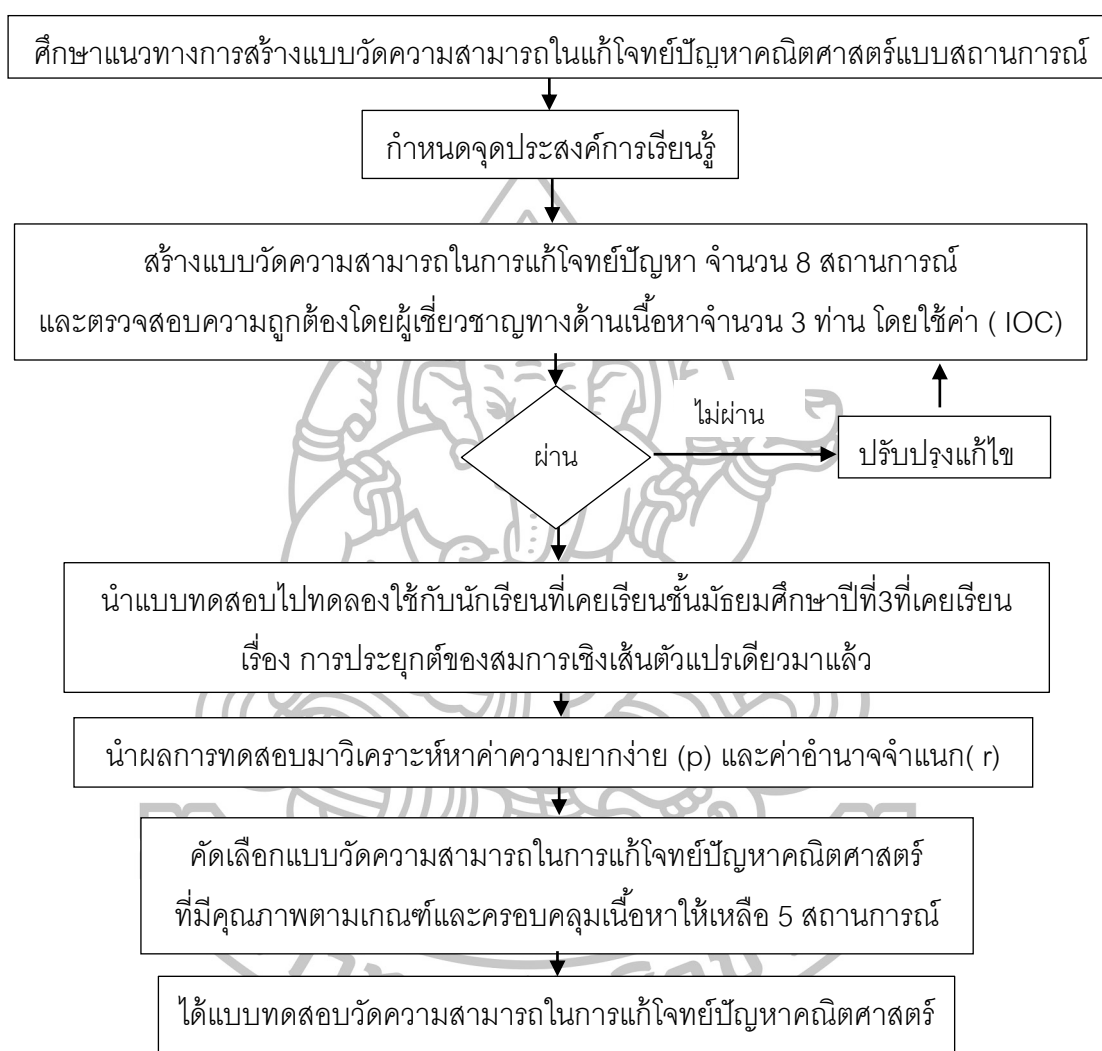 ศึกษาแนวทางการสร้างแบบวัดความสามารถในแก้โจทย์ปัญหาคณิตศาสตร์แบบสถานการณ์
กำหนดจุดประสงค์การเรียนรู้
สร้างแบบวัดความสามารถในการแก้โจทย์ปัญหา จำนวน 8 สถานการณ์
และตรวจสอบความถูกต้องโดยผู้เชี่ยวชาญทางด้านเนื้อหาจำนวน 3 ท่าน โดยใช้ค่า ( IOC)
ไม่ผ่าน
ผ่าน
ปรับปรุงแก้ไข
นำแบบทดสอบไปทดลองใช้กับนักเรียนที่เคยเรียนชั้นมัธยมศึกษาปีที่3ที่เคยเรียน
เรื่อง การประยุกต์ของสมการเชิงเส้นตัวแปรเดียวมาแล้ว
นำผลการทดสอบมาวิเคราะห์หาค่าความยากง่าย (p) และค่าอำนาจจำแนก( r)
คัดเลือกแบบวัดความสามารถในการแก้โจทย์ปัญหาคณิตศาสตร์
ที่มีคุณภาพตามเกณฑ์และครอบคลุมเนื้อหาให้เหลือ 5 สถานการณ์
ได้แบบทดสอบวัดความสามารถในการแก้โจทย์ปัญหาคณิตศาสตร์